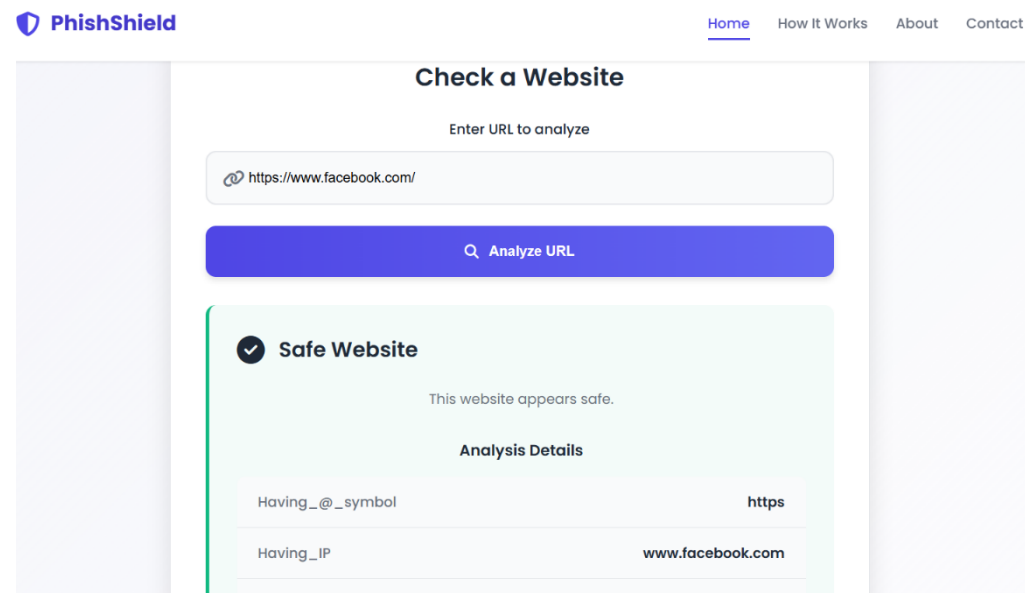 PhishShield
Home How It Works About Contact
Check a Website
Enter URL to analyze
https://www.facebook.com/
Analyze URL
Safe Website
This website appears safe.
Analysis Details
Having_@_symbol https
Having_IP www.facebook.com